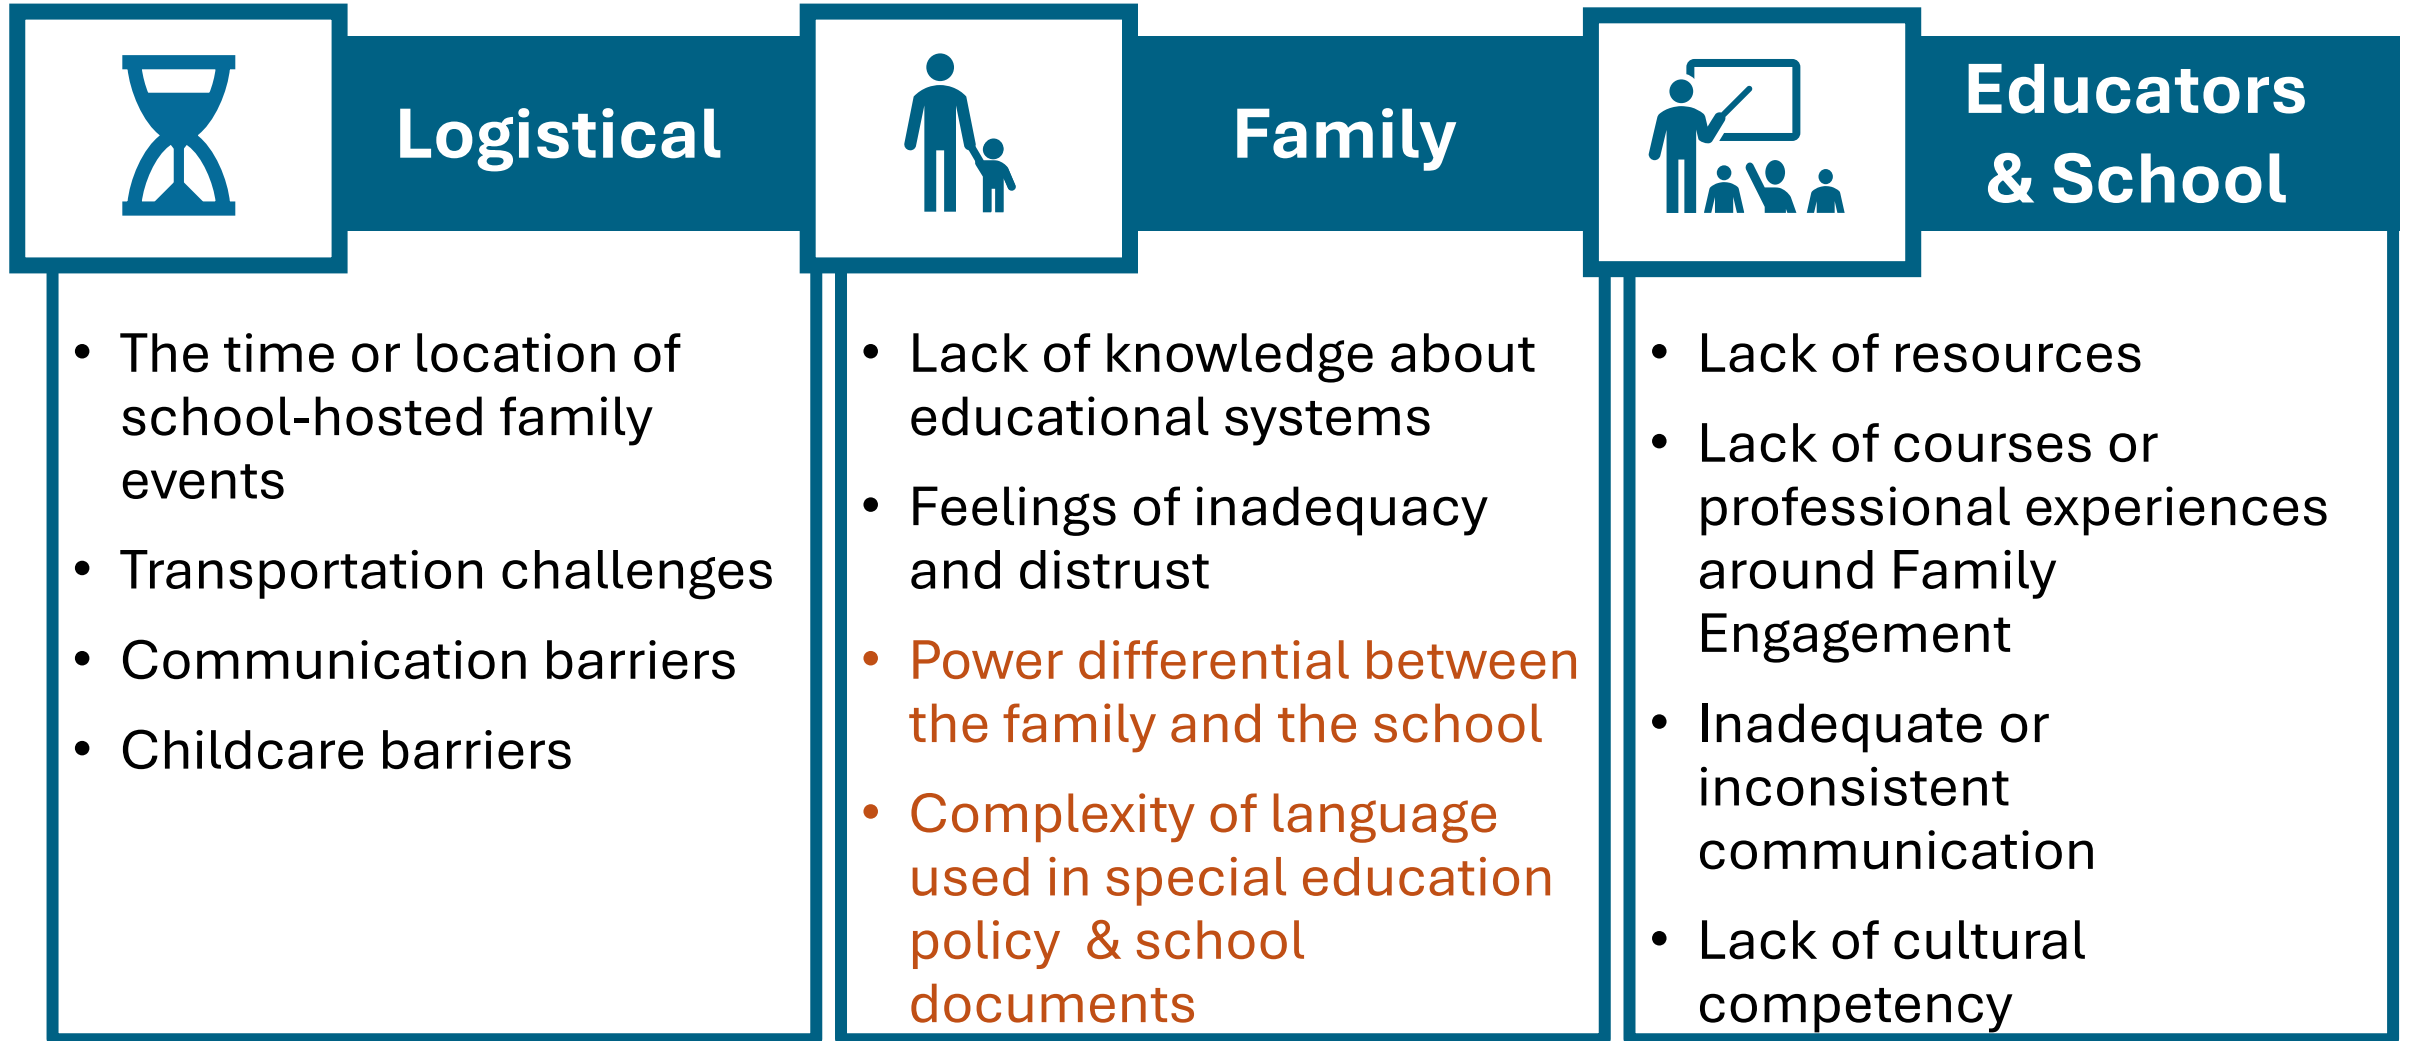 Logistical
• The time or location of
school-hosted family
events
• Transportation challenges
• Communication barriers
• Childcare barriers
Family
• Lack of knowledge about
educational systems
• Feelings of inadequacy
and distrust
• Power differential between
the family and the school
• Complexity of language
used in special education
policy  & school
documents
Educators
& School
• Lack of resources
• Lack of courses or
professional experiences
around Family
Engagement
• Inadequate or
inconsistent
communication
• Lack of cultural
competency